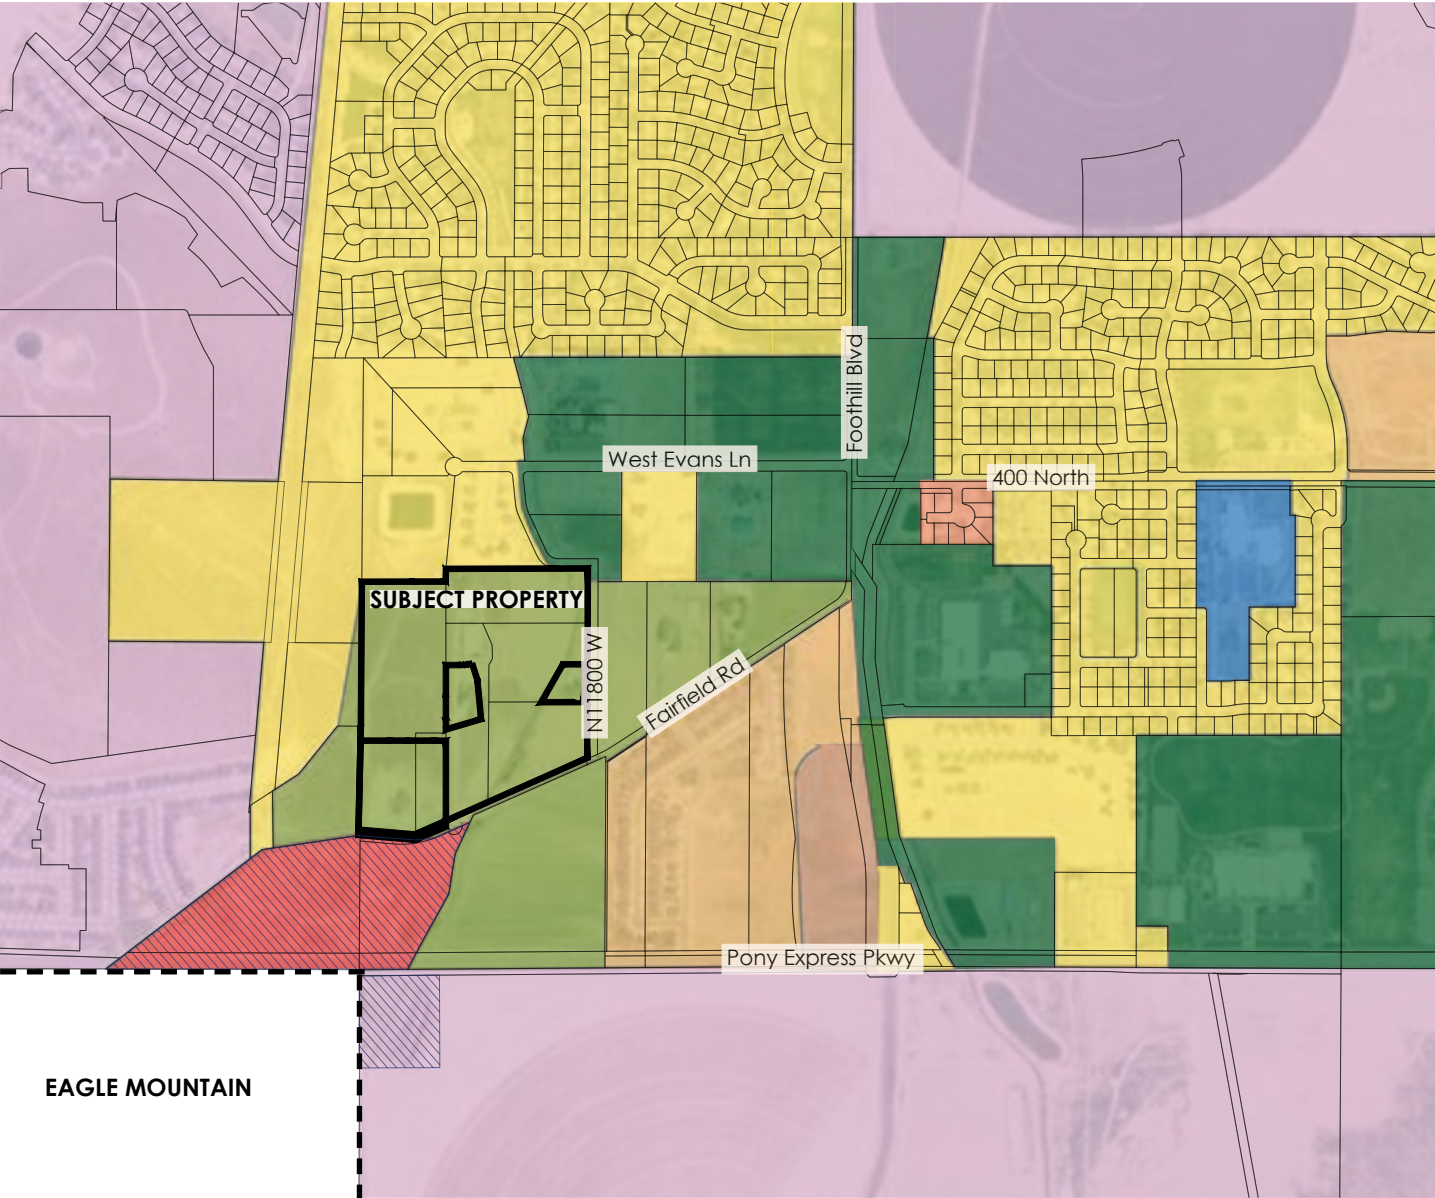 Foothill Blvd
West Evans Ln
400 North
SUBJECT PROPERTY
N11800 W
Fairfield Rd
Pony Express Pkwy
EAGLE MOUNTAIN